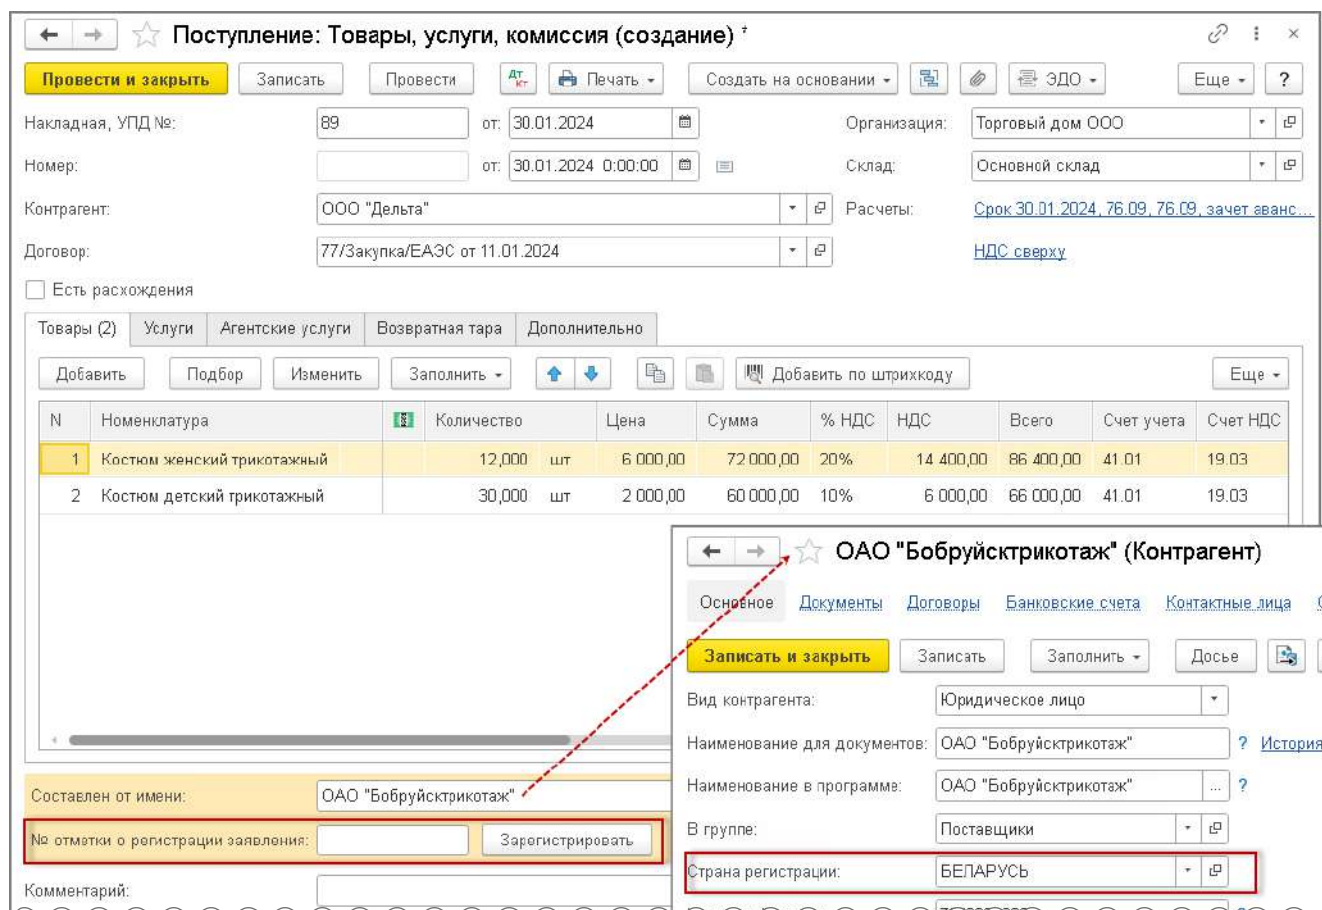 Поступление: Товары, услуги, комиссия (создание) *
Провести и закрыть Записать Провести Дт Кт Печать Создать на основании ЭДО Еще ?
Накладная, УПД №: 89 от: 30.01.2024 Организация: Торговый дом ООО
Номер: от: 30.01.2024 0:00:00 Склад: Основной склад
Контрагент: ООО "Дельта" Расчеты: Срок 30.01.2024, 76.09, 76.09, зачет аванс...
Договор: 77/Закупка/ЕАЭС от 11.01.2024 НДС сверху
Есть расхождения
Товары (2) Услуги Агентские услуги Возвратная тара Дополнительно
Добавить Подбор Изменить Заполнить Добавить по штрихкоду Еще
N Номенклатура Количество Цена Сумма % НДС НДС Всего Счет учета Счет НДС
1 Костюм женский трикотажный 12,000 шт 6 000,00 72 000,00 20% 14 400,00 86 400,00 41.01 19.03
2 Костюм детский трикотажный 30,000 шт 2 000,00 60 000,00 10% 6 000,00 66 000,00 41.01 19.03
ОАО "Бобруйсктрикотаж" (Контрагент)
Основное Документы Договоры Банковские счета Контактные лица
Записать и закрыть Записать Заполнить Досье
Вид контрагента: Юридическое лицо
Наименование для документов: ОАО "Бобруйсктрикотаж" ? История
Наименование в программе: ОАО "Бобруйсктрикотаж" ... ?
В группе: Поставщики
Страна регистрации: БЕЛАРУСЬ
Составлен от имени: ОАО "Бобруйсктрикотаж"
№ отметки о регистрации заявления: Зарегистрировать
Комментарий: